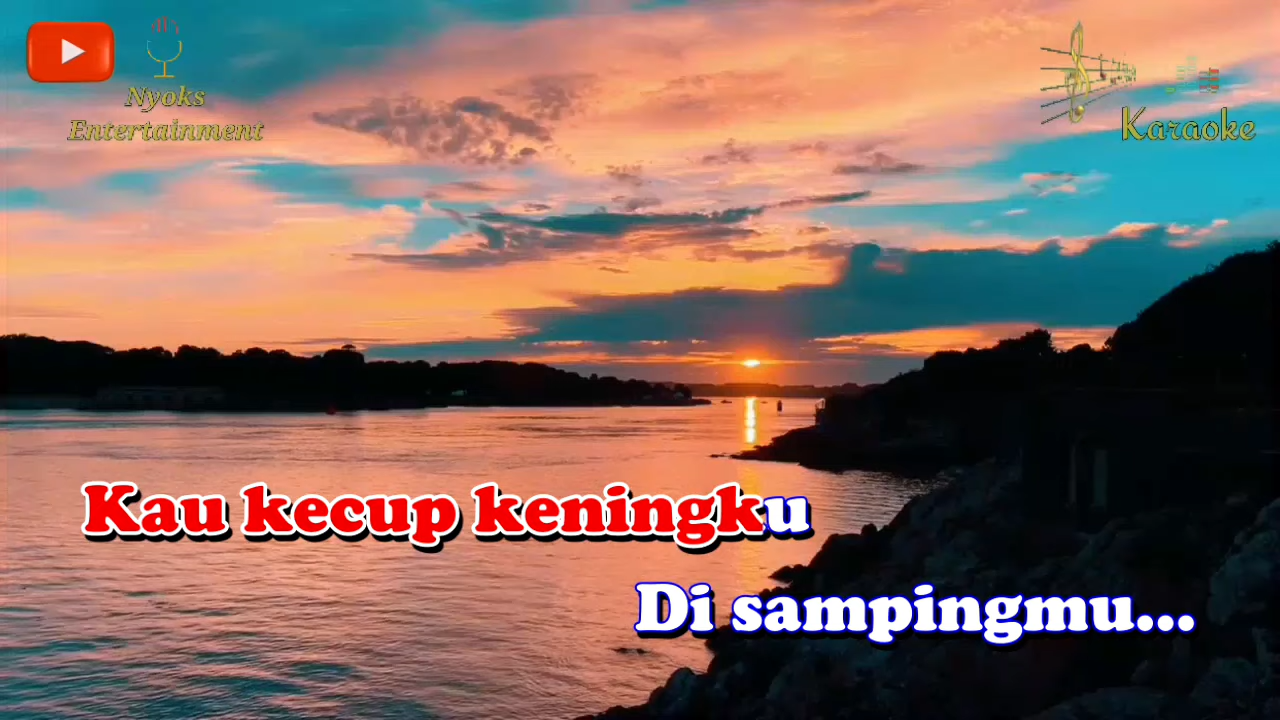 Nyoks
Entertainment
Karaoke
Kau kecup keningku
Di sampingmu...